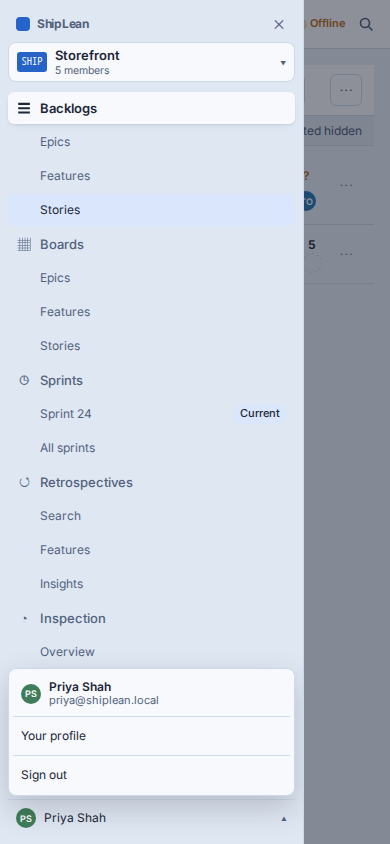 ShipLean
Offline
SHIP
Storefront
5 members
Backlogs
Epics
Features
Stories
Boards
Epics
Features
Stories
Sprints
Sprint 24
Current
All sprints
Retrospectives
Search
Features
Insights
Inspection
Overview
PS
Priya Shah
priya@shiplean.local
Your profile
Sign out
PS
Priya Shah
hidden
?
5